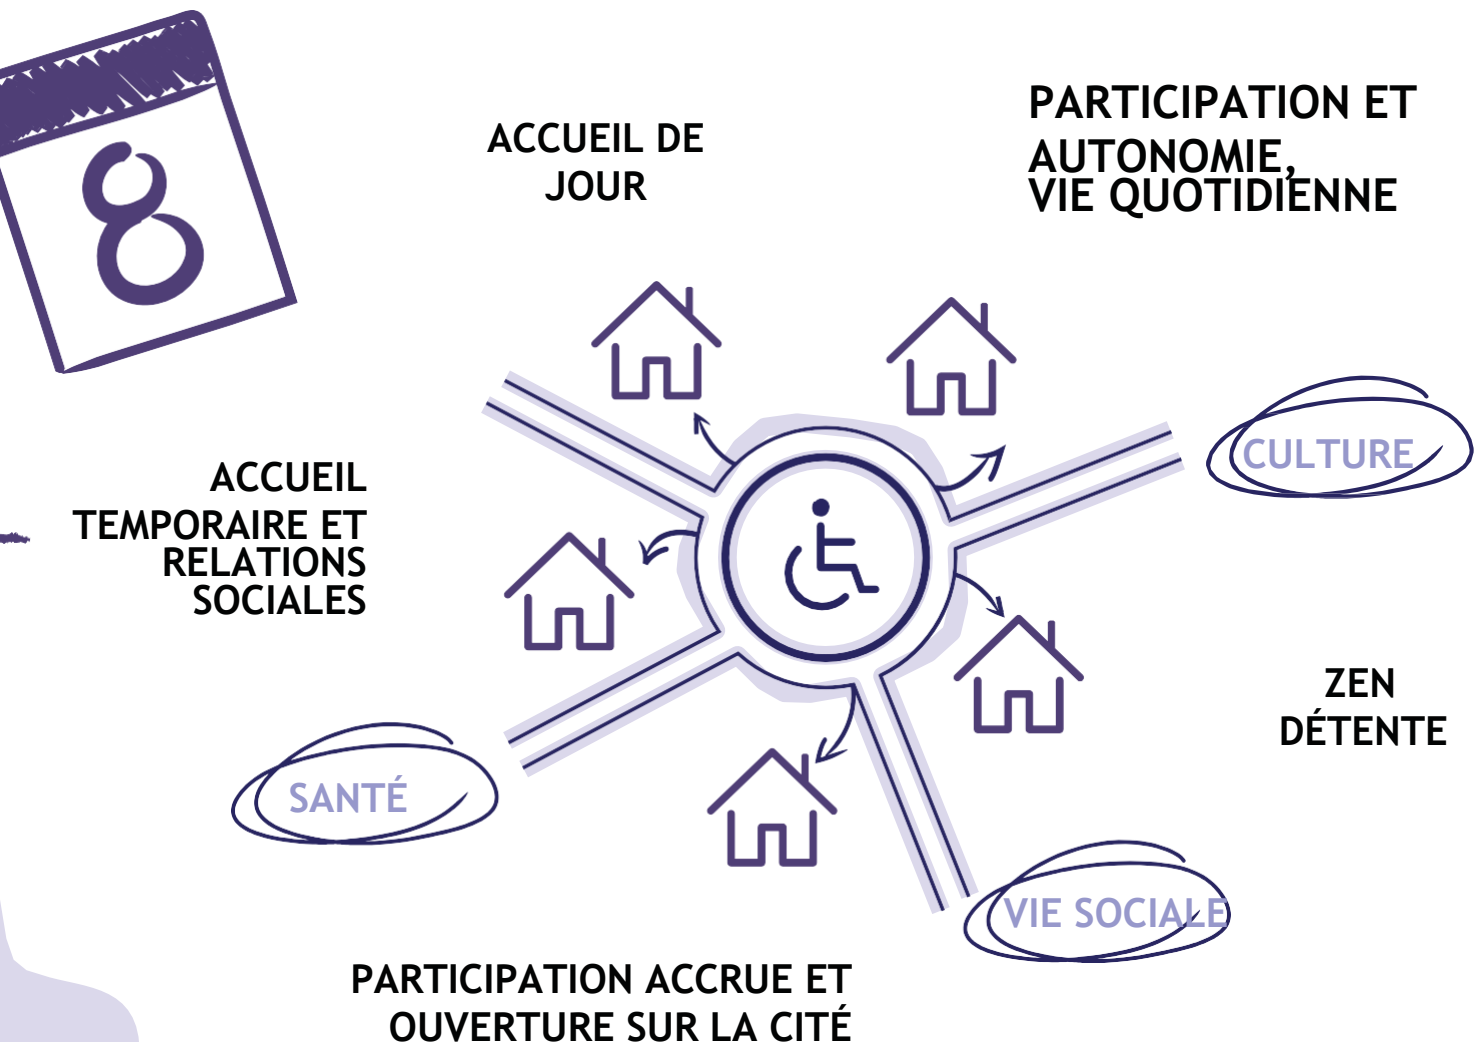 8
ACCUEIL DE
JOUR
PARTICIPATION ET
AUTONOMIE,
VIE QUOTIDIENNE
CULTURE
ACCUEIL
TEMPORAIRE ET
RELATIONS
SOCIALES
ZEN
DÉTENTE
SANTÉ
VIE SOCIALE
PARTICIPATION ACCRUE ET
OUVERTURE SUR LA CITÉ